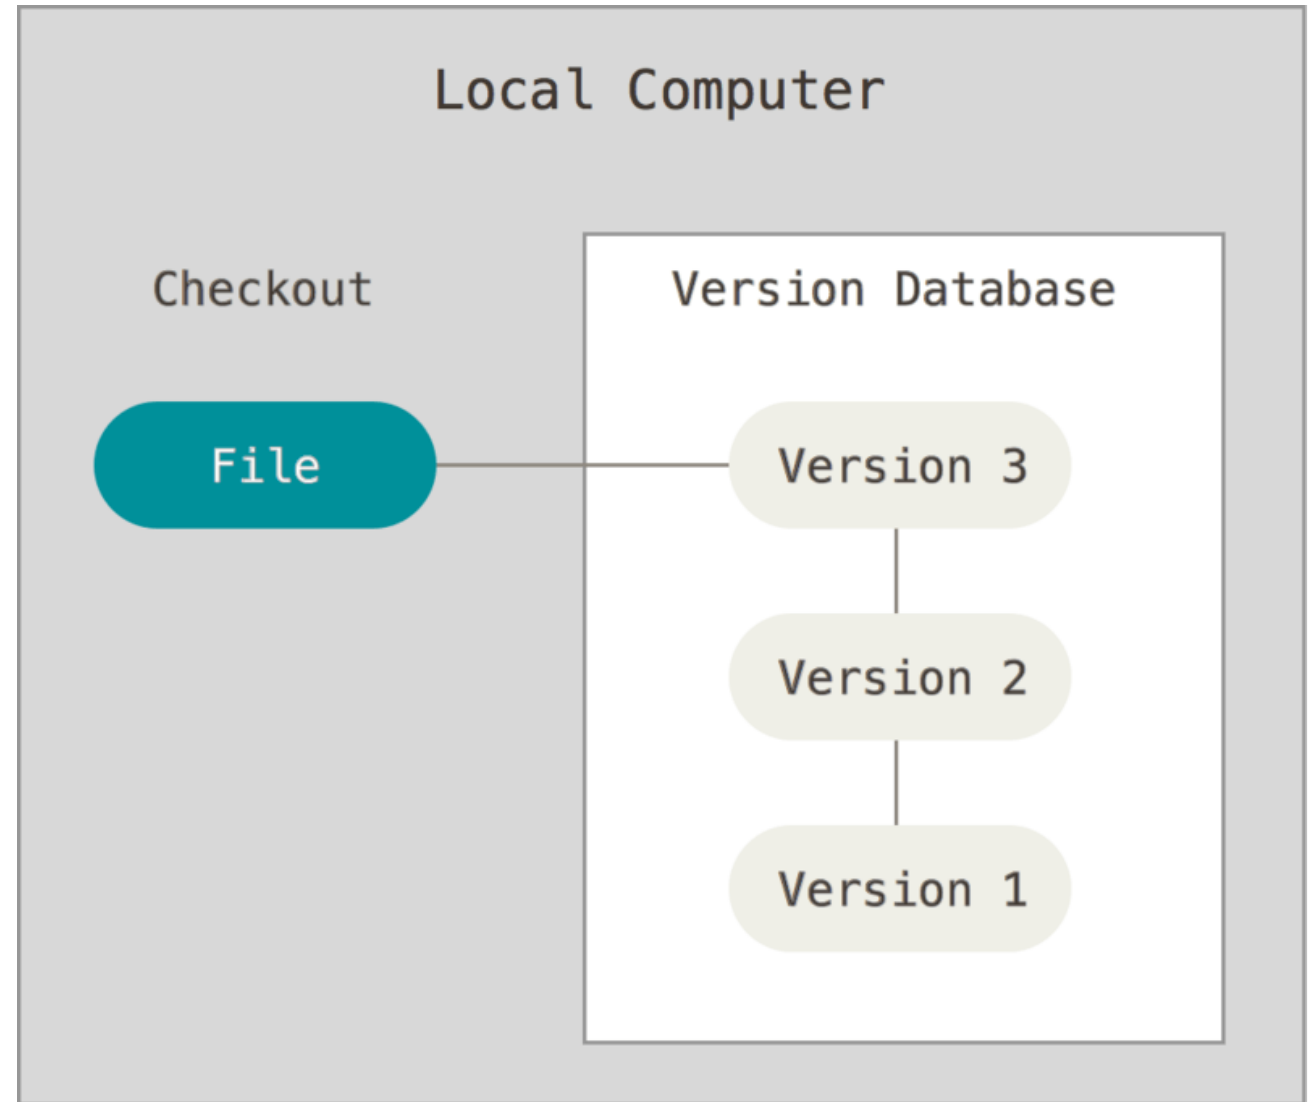 Local Computer
Checkout
Version Database
File
Version 3
Version 2
Version 1